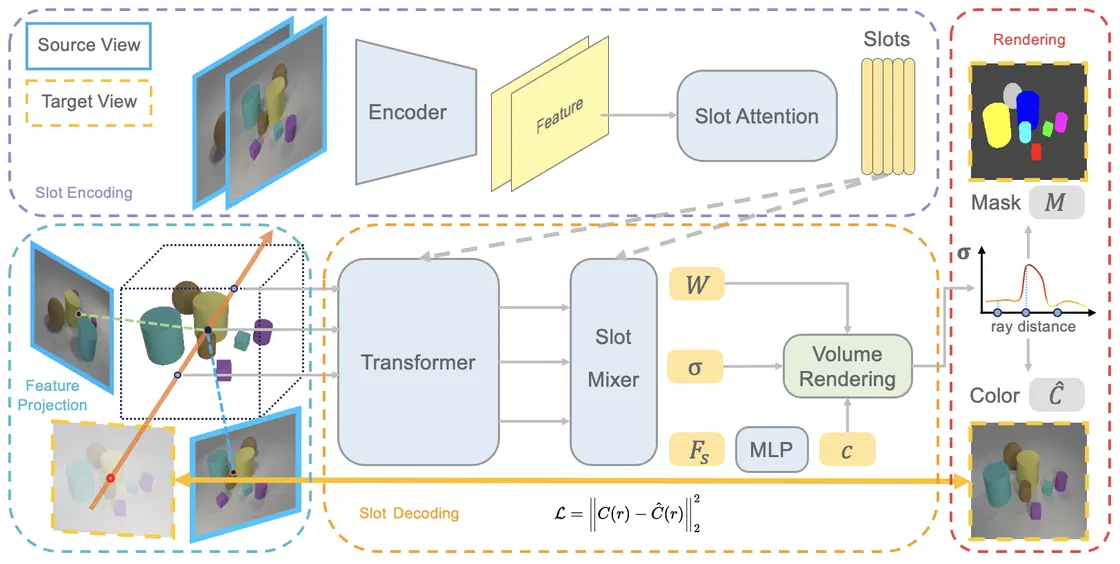 Source View
Target View
Slot Encoding
Encoder
Feature
Slot Attention
Slots
Rendering
Mask
M
σ
ray distance
Color
Ĉ
Feature
Projection
Transformer
Slot
Mixer
W
σ
F_s
MLP
c
Volume
Rendering
Slot Decoding
ℒ = ‖C(r) − Ĉ(r)‖₂²